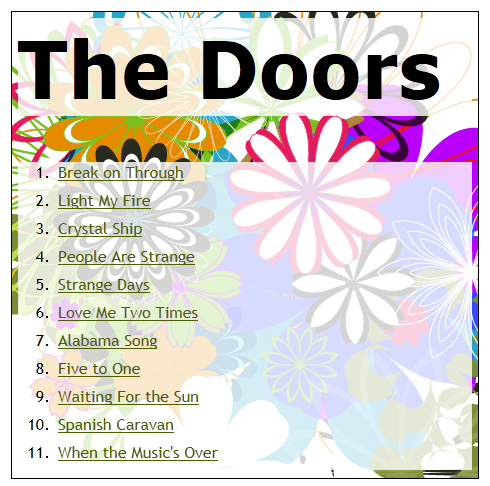 The Doors
1. Break on Through
2. Light My Fire
3. Crystal Ship
4. People Are Strange
5. Strange Days
6. Love Me Two Times
7. Alabama Song
8. Five to One
9. Waiting For the Sun
10. Spanish Caravan
11. When the Music's Over